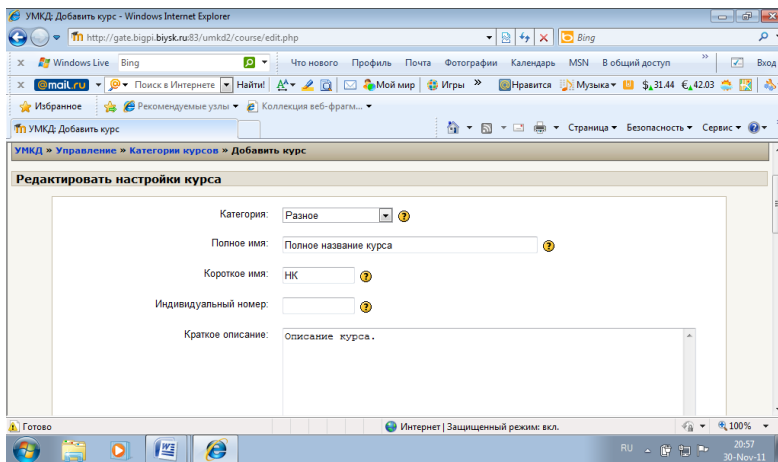 УМКД: Добавить курс - Windows Internet Explorer
http://gate.bigpi.biysk.ru:83/umkd2/course/edit.php
Bing
x Windows Live Bing Что нового Профиль Почта Фотографии Календарь MSN В общий доступ » Вход
x @mail.ru Поиск в Интернете Найти! Мой мир Игры » Нравится Музыка $ 31.44 € 42.03
Избранное Рекомендуемые узлы Коллекция веб-фрагм...
УМКД: Добавить курс Страница Безопасность Сервис
УМКД » Управление » Категории курсов » Добавить курс
Редактировать настройки курса
Категория: Разное
Полное имя: Полное название курса
Короткое имя: НК
Индивидуальный номер:
Краткое описание: Описание курса.
Готово Интернет | Защищенный режим: вкл. 100%
RU 20:57
30-Nov-11